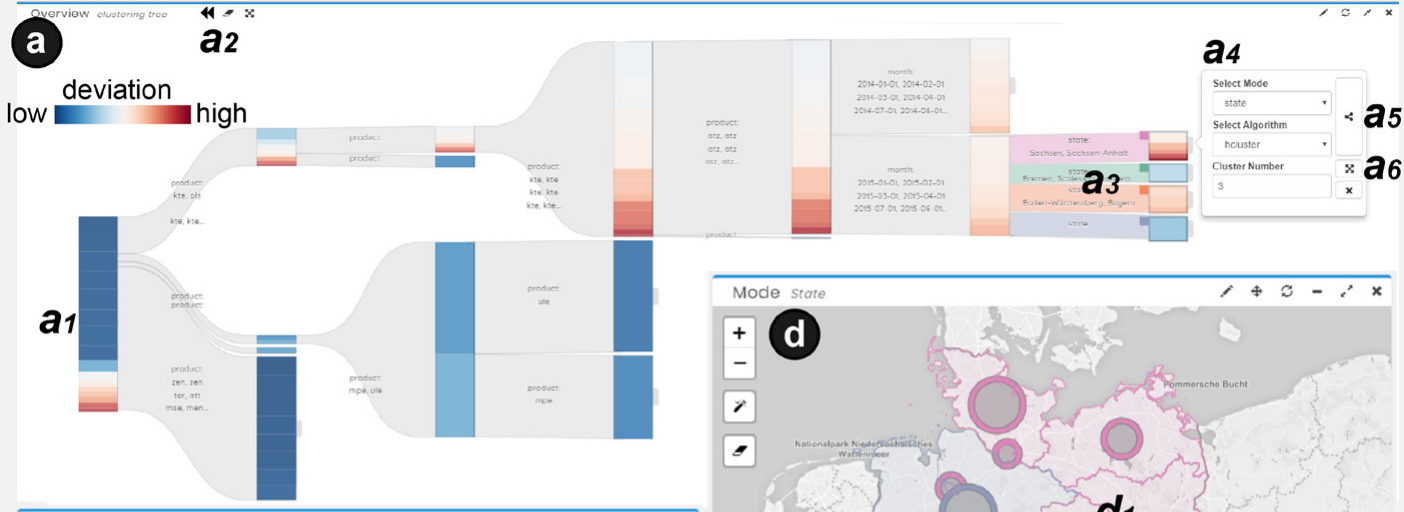 Overview clustering tree
a
a2
deviation
low high
product:
kte, ols
kte, kte...
product:
product:
product:
kte, kte
kte, kte
kte, kte...
product:
atz, atz
atz, atz
atz, atz...
product:
month:
2014-01-01, 2014-02-01
2014-03-01, 2014-04-01
2014-07-01, 2014-08-01...
month:
2015-01-01, 2015-02-01
2015-03-01, 2015-04-01
2015-07-01, 2015-08-01...
state:
Sachsen, Sachsen-Anhalt
state:
Bremen,
a3
Baden-Württemberg, Bayern
state:
a4
Select Mode
state
Select Algorithm
hcluster
Cluster Number
3
a5
a6
a1
product:
product:
product:
zen, zen
tor, ott
mse, men...
product:
mpe, ule
product:
ule
product:
mpe
Mode State
+
−
d
Pommersche Bucht
Nationalpark Niedersächsisches
Wattenmeer
d1